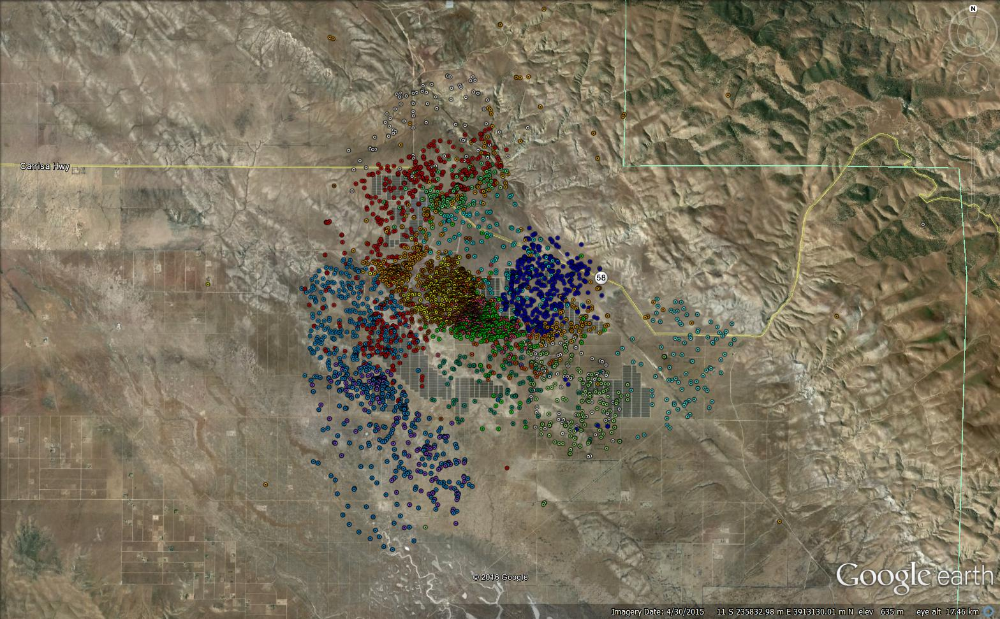 N
Carrisa Hwy
58
© 2016 Google
Google earth
Imagery Date: 4/30/2015 11 S 235832.98 m E 3913130.01 m N elev 635 m eye alt 17.46 km